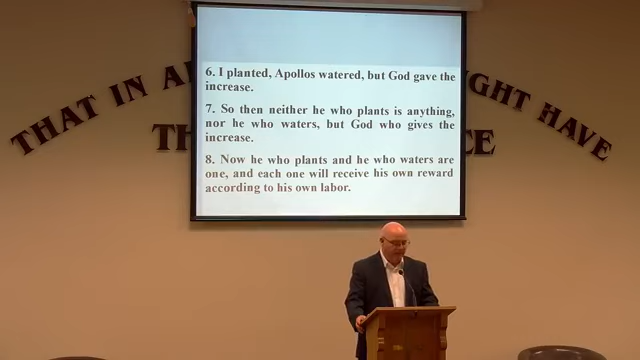 THAT IN
GHT HAVE
TH
CE
6. I planted, Apollos watered, but God gave the
increase.
7. So then neither he who plants is anything,
nor he who waters, but God who gives the
increase.
8. Now he who plants and he who waters are
one, and each one will receive his own reward
according to his own labor.